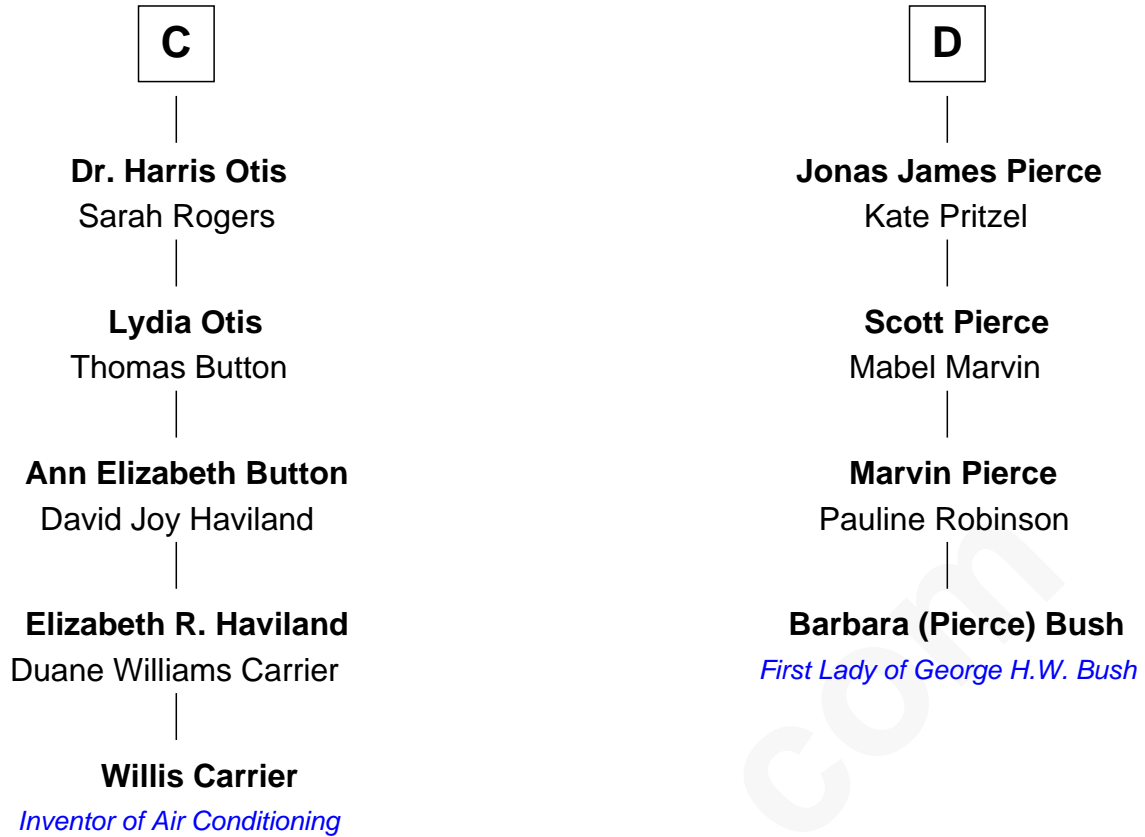 C
Dr. Harris Otis
Sarah Rogers
Lydia Otis
Thomas Button
Ann Elizabeth Button
David Joy Haviland
Elizabeth R. Haviland
Duane Williams Carrier
Willis Carrier
Inventor of Air Conditioning
D
Jonas James Pierce
Kate Pritzel
Scott Pierce
Mabel Marvin
Marvin Pierce
Pauline Robinson
Barbara (Pierce) Bush
First Lady of George H.W. Bush
com